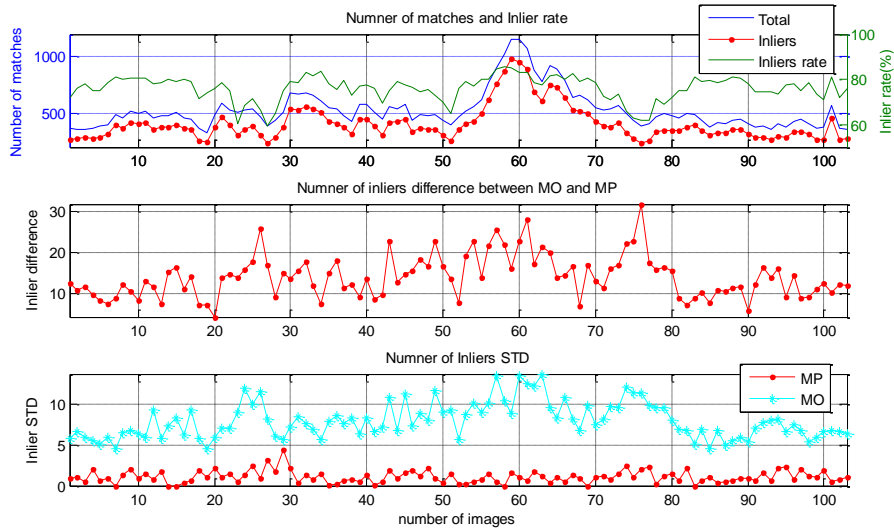 Numner of matches and Inlier rate
Number of matches
1000
500
Total
Inliers
Inliers rate
100
80
60
Inlier rate(%)
10 20 30 40 50 60 70 80 90 100
Numner of inliers difference between MO and MP
Inlier difference
30
20
10
10 20 30 40 50 60 70 80 90 100
Numner of Inliers STD
Inlier STD
10
5
0
MP
MO
10 20 30 40 50 60 70 80 90 100
number of images